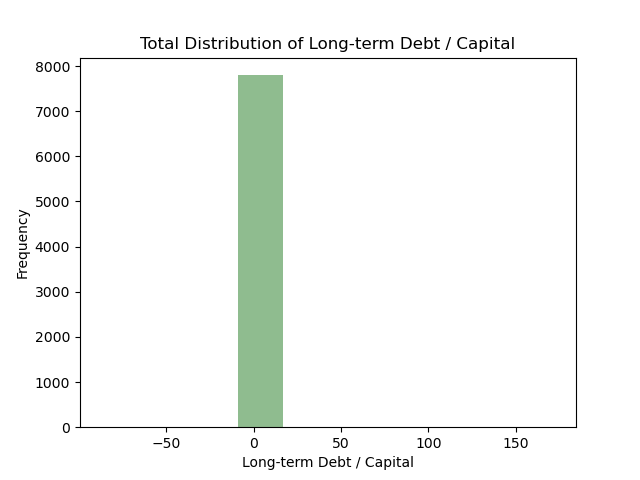 Total Distribution of Long-term Debt / Capital
8000
7000
6000
5000
4000
3000
2000
1000
0
Frequency
−50 0 50 100 150
Long-term Debt / Capital